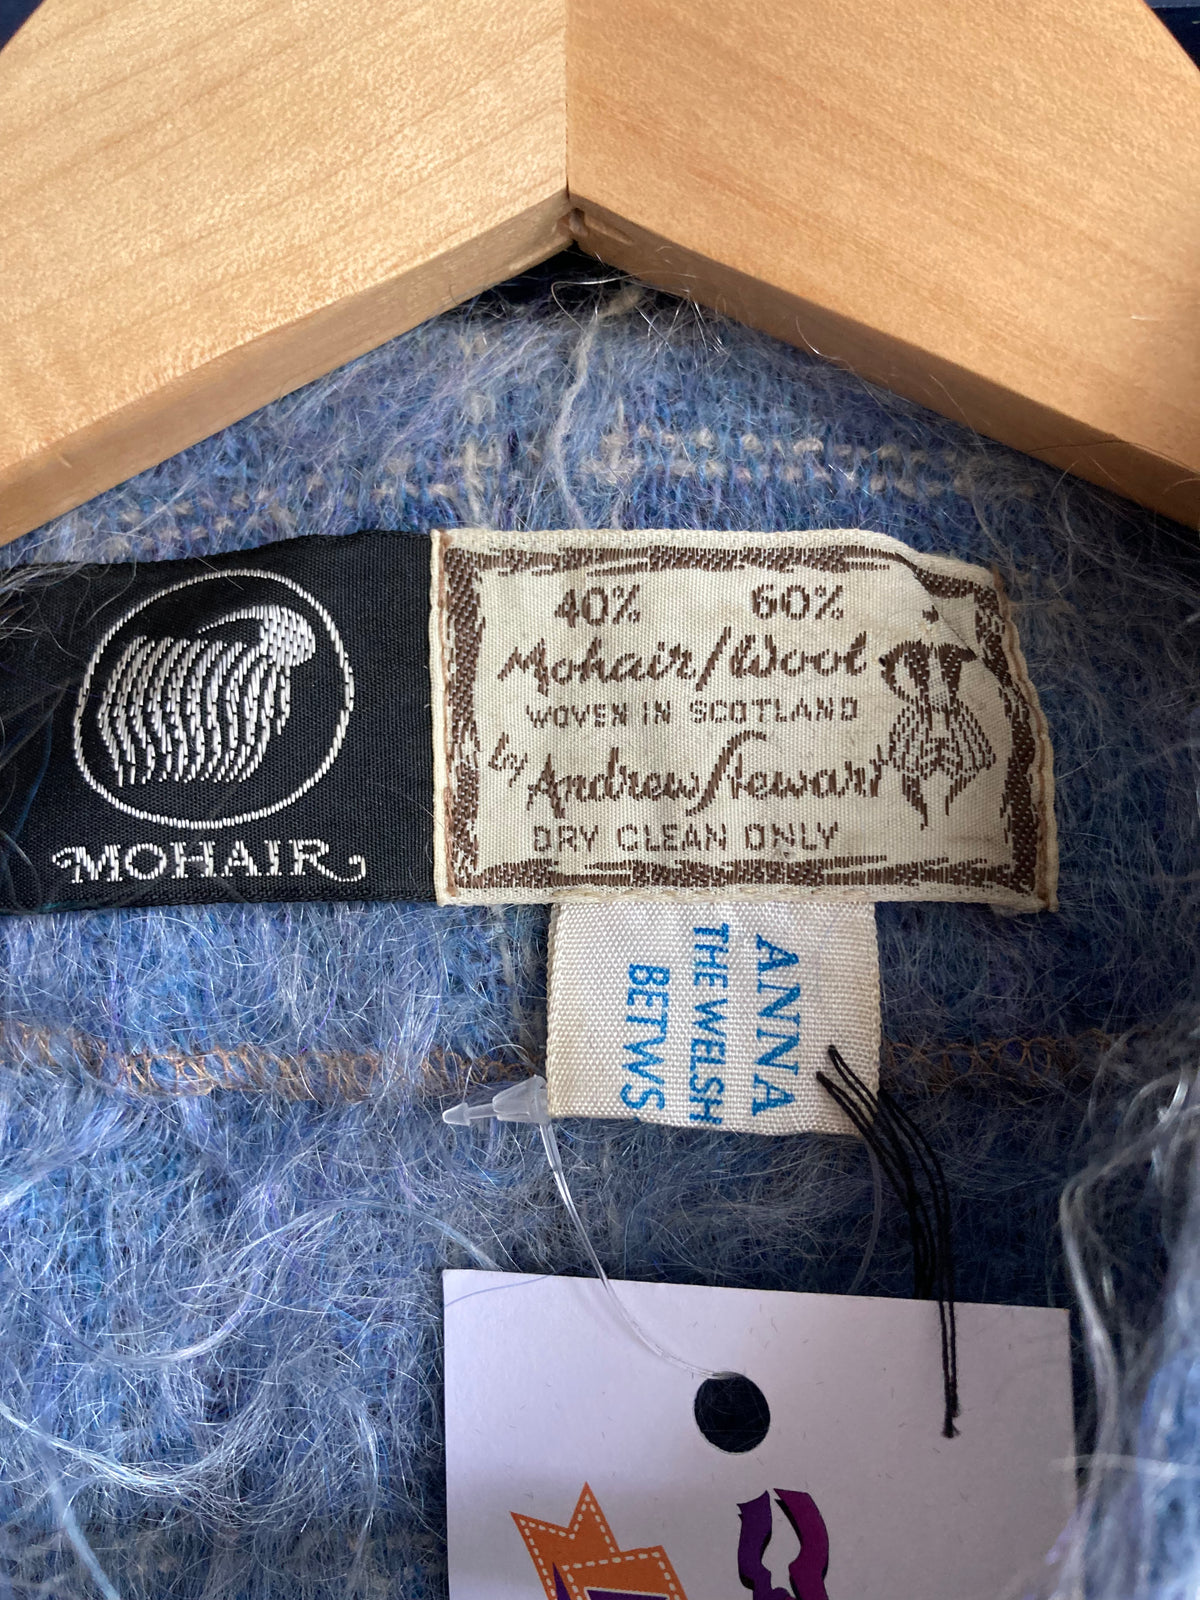 MOHAIR
40% 60%
Mohair/Wool
WOVEN IN SCOTLAND
by Andrew Stewart
DRY CLEAN ONLY
ANNA
THE WELSH
BETWS